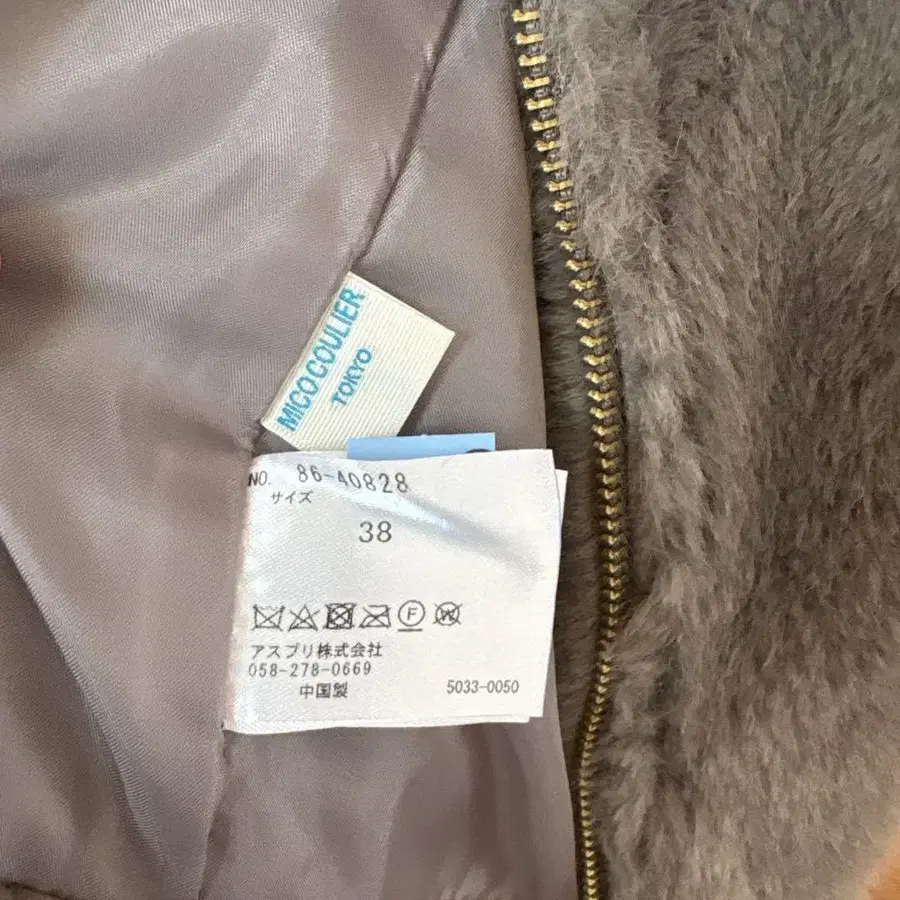 MICOCOULIER
TOKYO
NO. 86-40828
サイズ
38
F W
アスプリ株式会社
058-278-0669
中国製 5033-0050